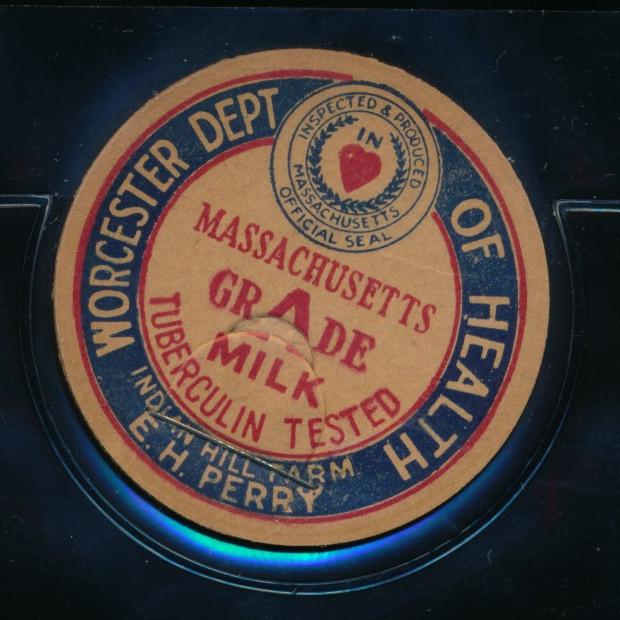 WORCESTER DEPT OF HEALTH
INSPECTED & PRODUCED
IN
MASSACHUSETTS
OFFICIAL SEAL
MASSACHUSETTS
GRADE
MILK
TUBERCULIN TESTED
INDIAN HILL FARM
E. H. PERRY